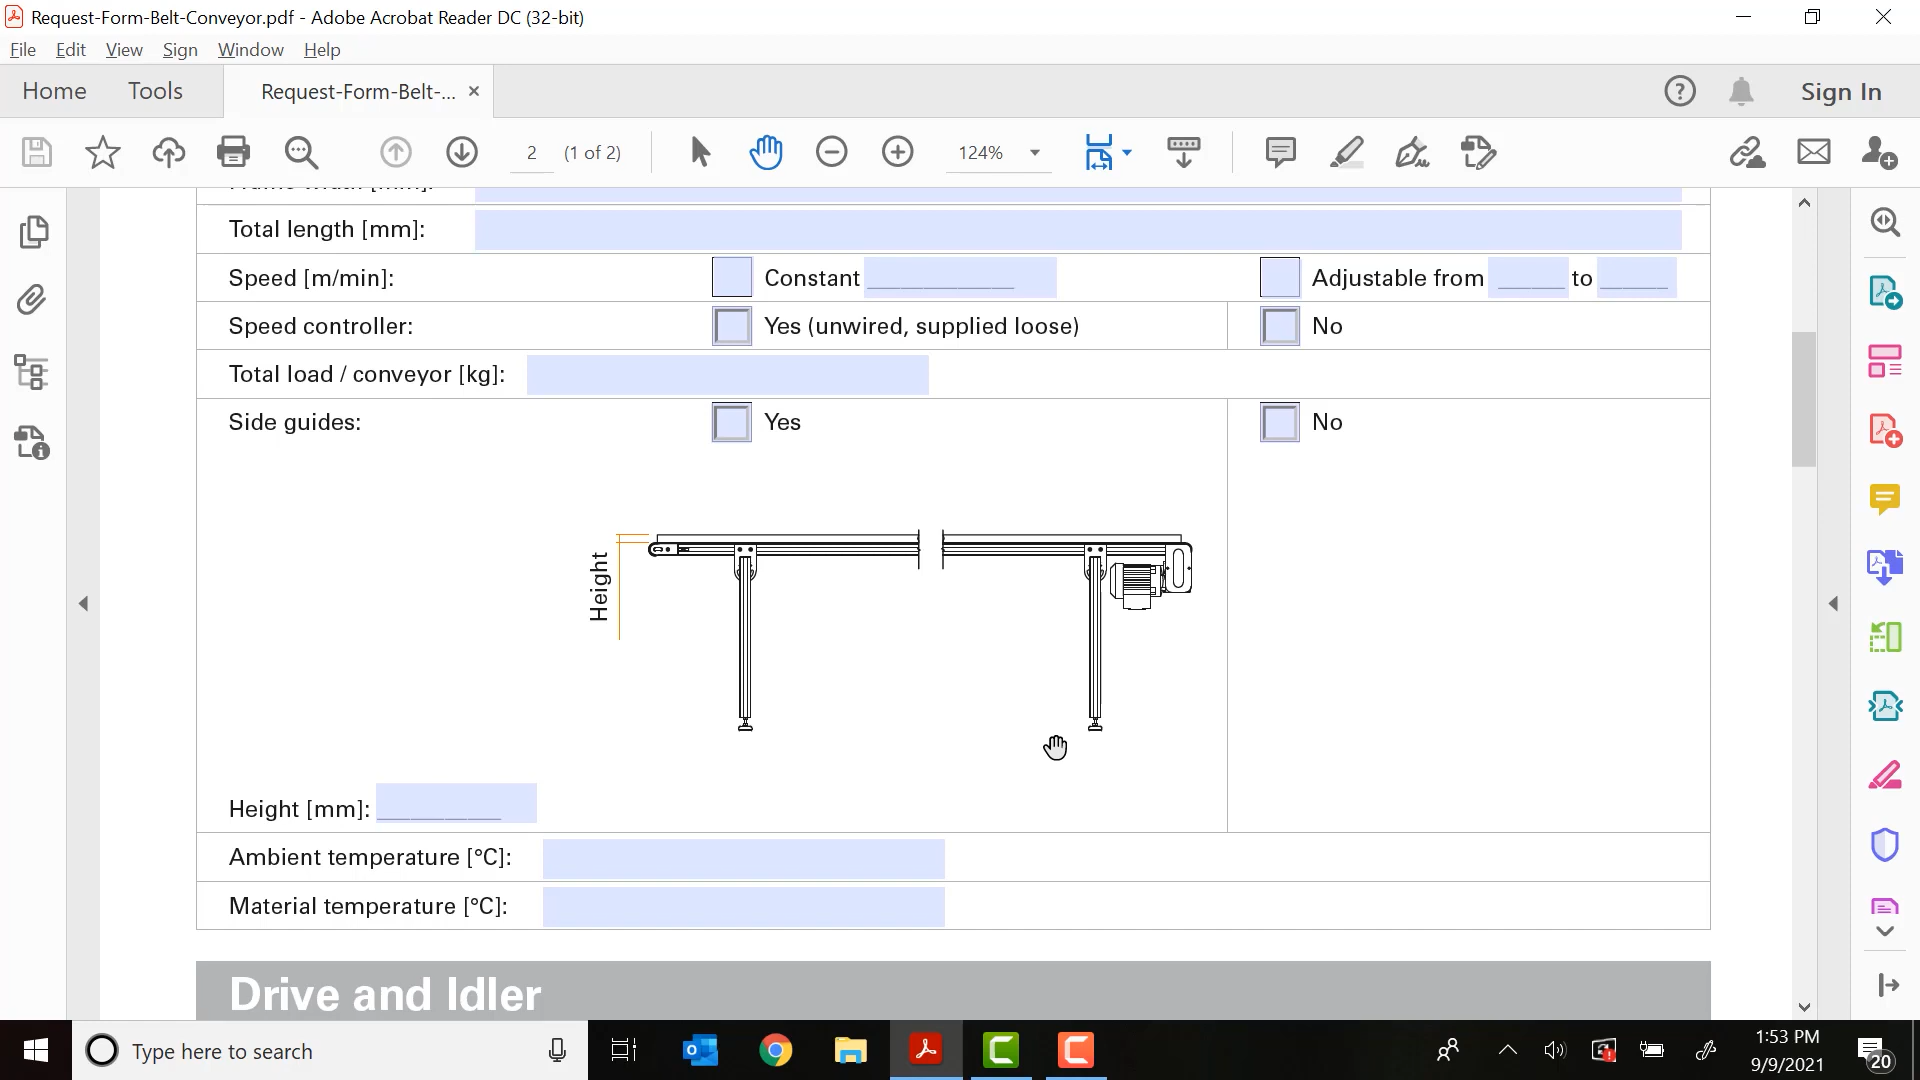 Request-Form-Belt-Conveyor.pdf - Adobe Acrobat Reader DC (32-bit)
File Edit View Sign Window Help
Home Tools Request-Form-Belt-... × Sign In
2 (1 of 2) 124%
Total length [mm]:
Speed [m/min]: Constant Adjustable from to
Speed controller: Yes (unwired, supplied loose) No
Total load / conveyor [kg]:
Side guides: Yes No
Height
Height [mm]:
Ambient temperature [°C]:
Material temperature [°C]:
Drive and Idler
Type here to search
1:53 PM
9/9/2021
20